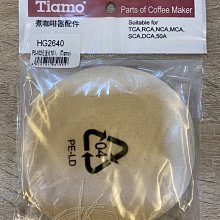 Tiamo
Parts of Coffee Maker
煮咖啡器配件
Suitable for
TCA,RCA,NCA,MCA,
SCA,DCA,50A
HG2640
04
PE-LD